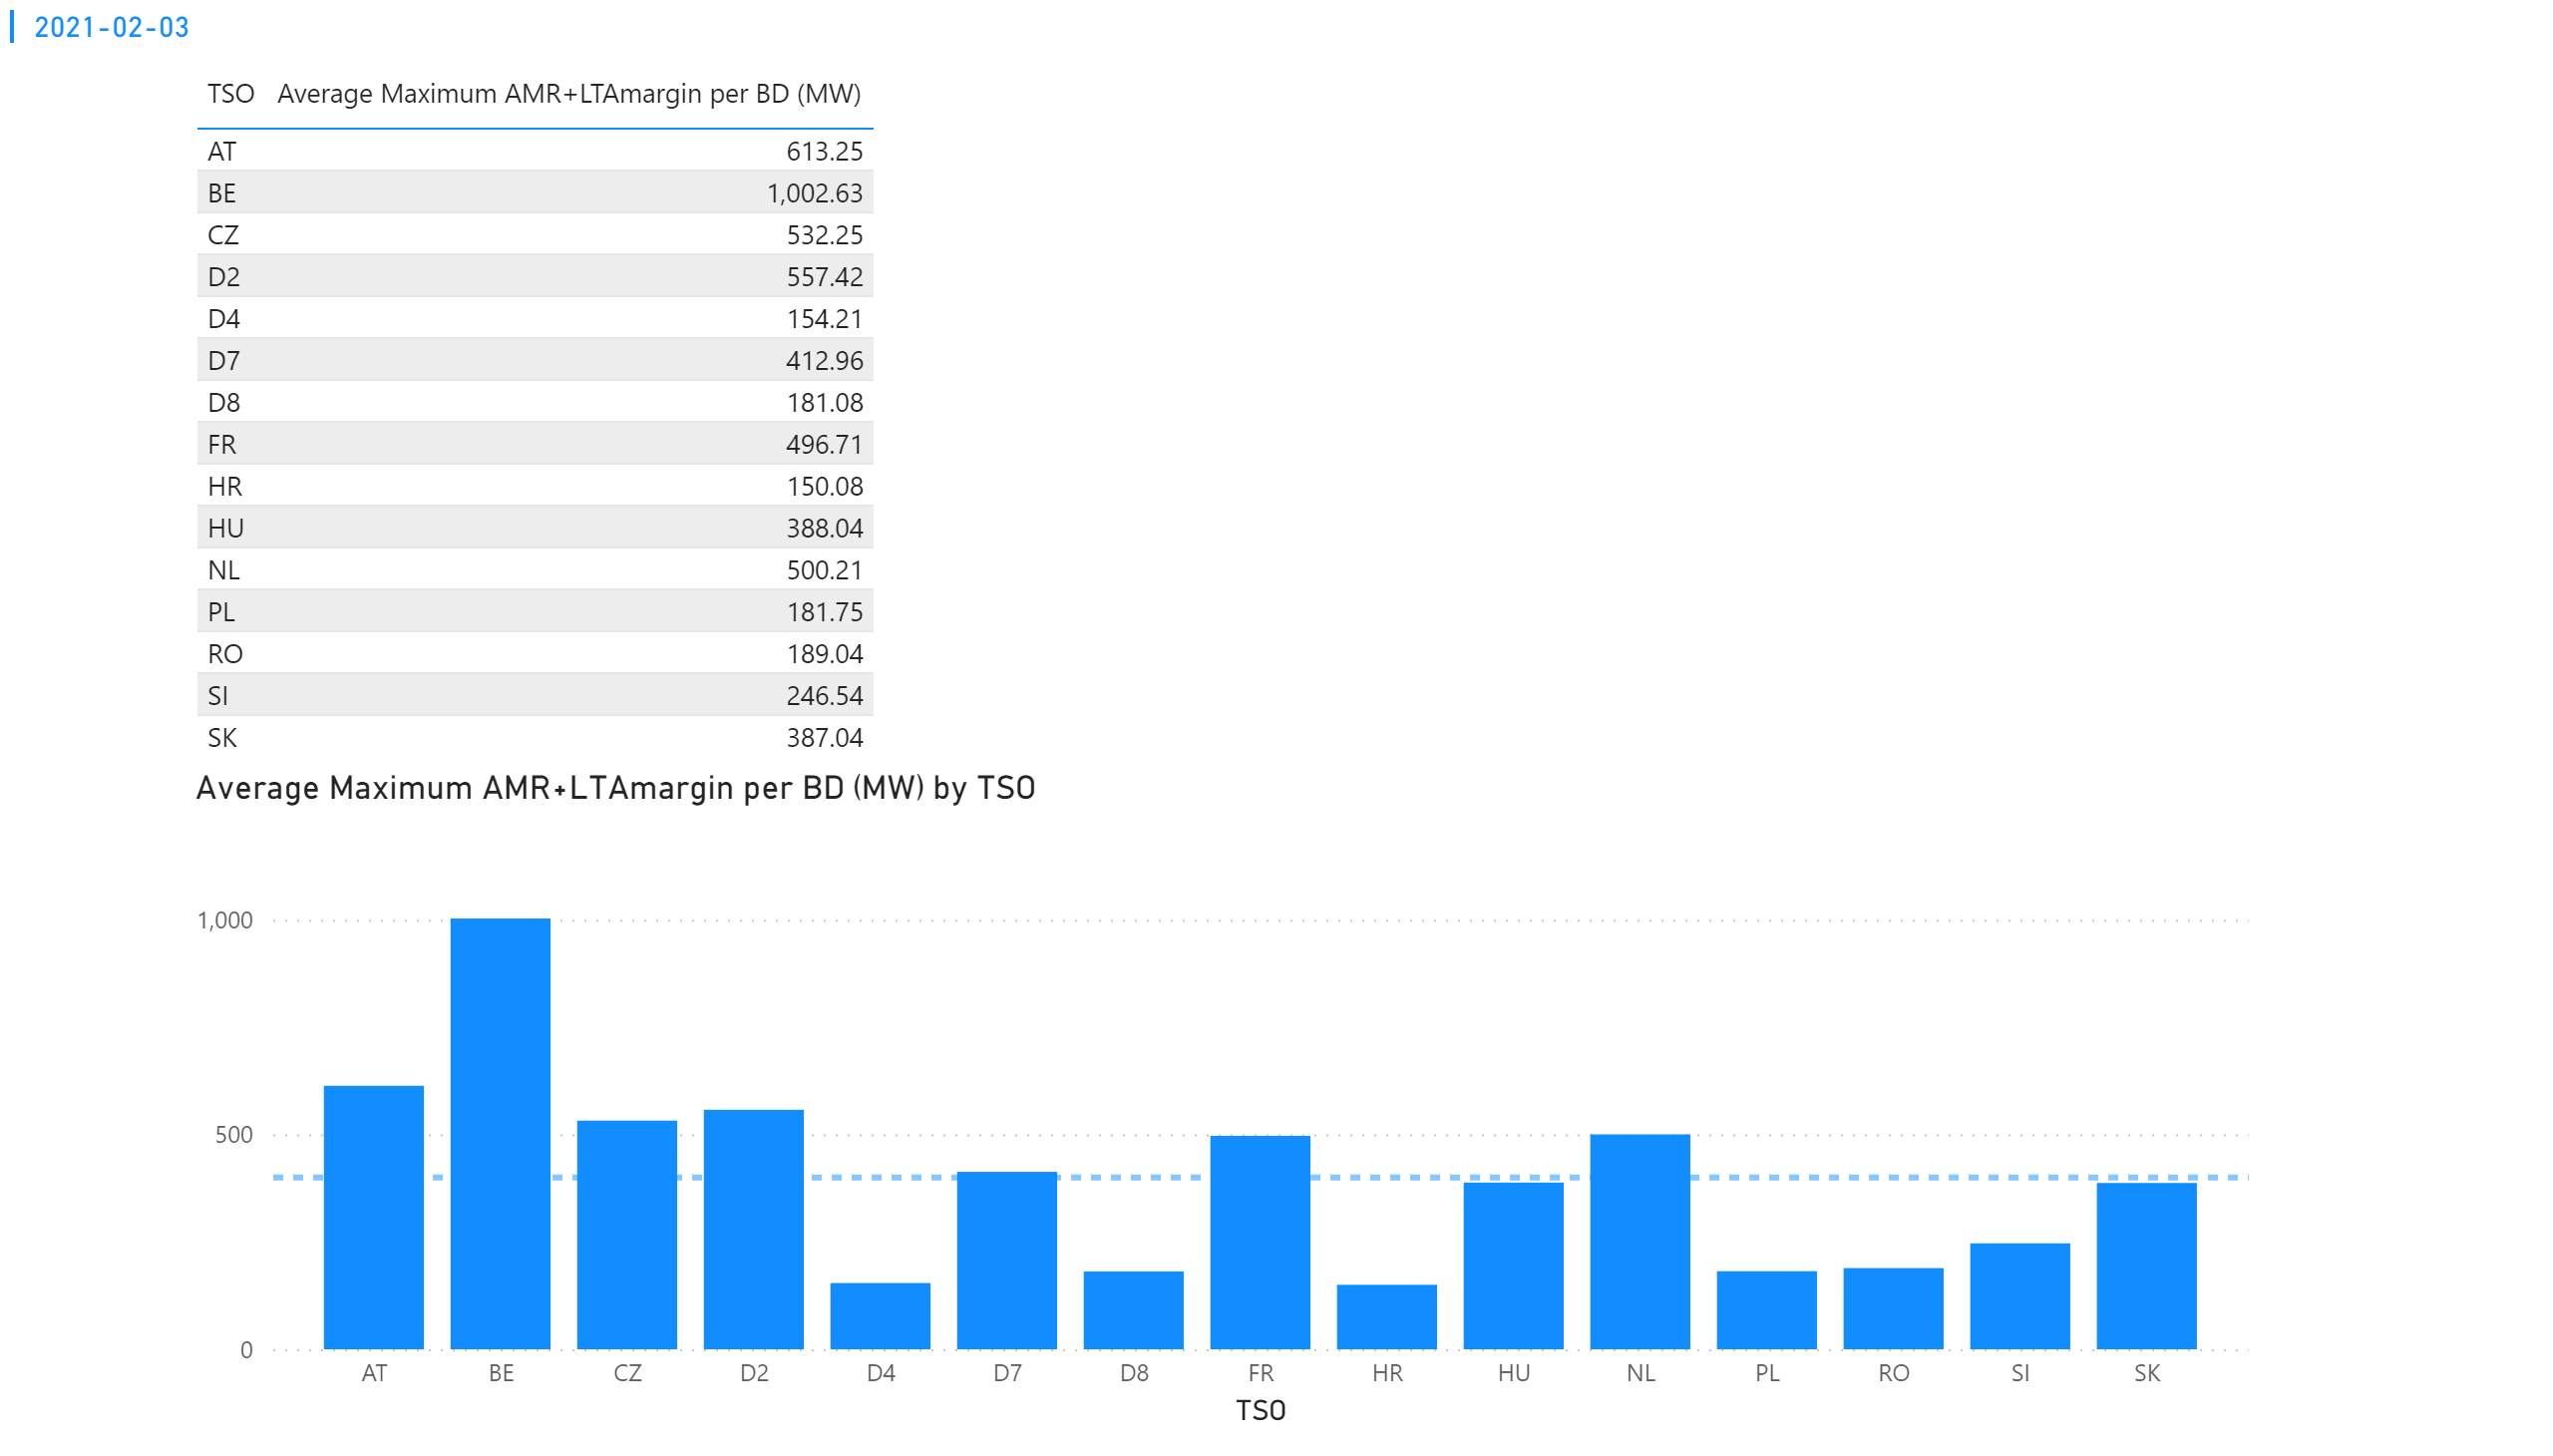 2021-02-03
TSO Average Maximum AMR+LTAmargin per BD (MW)
AT 613.25
BE 1,002.63
CZ 532.25
D2 557.42
D4 154.21
D7 412.96
D8 181.08
FR 496.71
HR 150.08
HU 388.04
NL 500.21
PL 181.75
RO 189.04
SI 246.54
SK 387.04
Average Maximum AMR+LTAmargin per BD (MW) by TSO
1,000
500
0
AT BE CZ D2 D4 D7 D8 FR HR HU NL PL RO SI SK
TSO